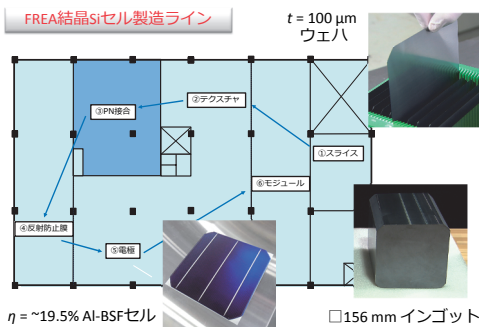 FREA結晶Siセル製造ライン
t = 100 μm
ウェハ
③PN接合
②テクスチャ
①スライス
⑥モジュール
④反射防止膜
⑤電極
η = ~19.5% Al-BSFセル
□156 mm インゴット